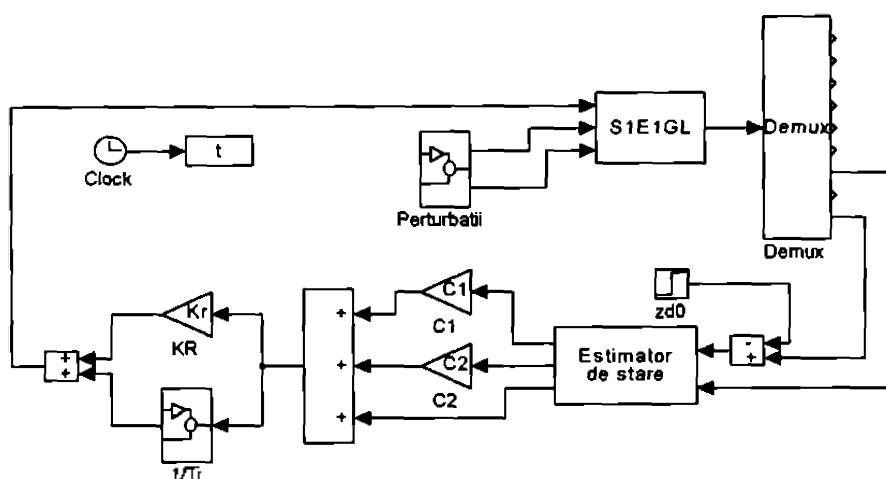 S1E1GL
Demux
Demux
t
Clock
Perturbatii
zd0
C1
C1
Kr
KR
Estimator
de stare
-
+
+
+
+
C2
C2
+
+
1/Tr